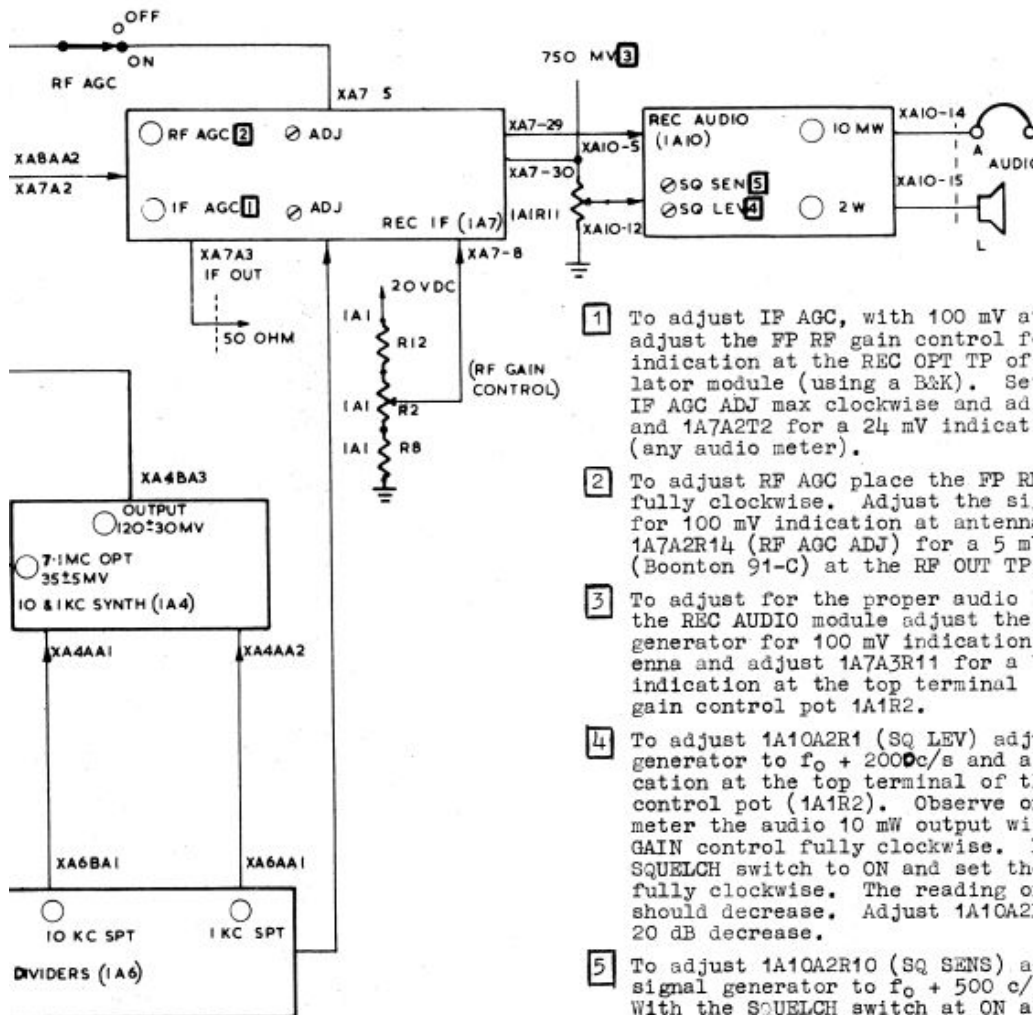 OFF
ON
RF AGC
XA7 5
750 MV 3
RF AGC 2
ADJ
XA8AA2
XA7A2
IF AGC 1
ADJ
REC IF (1A7)
XA7-29
XA7-30
XA10-5
1A1R11
XA10-12
REC AUDIO
(1A10)
10 MW
SQ SEN 5
SQ LEV 4
2 W
XA10-14
A
AUDIO
XA10-15
L
XA7A3
IF OUT
50 OHM
XA7-8
20VDC
1A1
R12
(RF GAIN
CONTROL)
1A1
R2
1A1
R8
XA4BA3
OUTPUT
120±30MV
7·1MC OPT
35±5MV
10 & 1KC SYNTH (1A4)
XA4AA1
XA4AA2
XA6BA1
XA6AA1
10 KC SPT
1 KC SPT
DIVIDERS (1A6)
1 To adjust IF AGC, with 100 mV a
adjust the FP RF gain control f
indication at the REC OPT TP of
lator module (using a B&K). Se
IF AGC ADJ max clockwise and ad
and 1A7A2T2 for a 24 mV indicat
(any audio meter).
2 To adjust RF AGC place the FP R
fully clockwise. Adjust the si
for 100 mV indication at antenn
1A7A2R14 (RF AGC ADJ) for a 5 m
(Boonton 91-C) at the RF OUT TP
3 To adjust for the proper audio
the REC AUDIO module adjust the
generator for 100 mV indication
enna and adjust 1A7A3R11 for a
indication at the top terminal
gain control pot 1A1R2.
4 To adjust 1A10A2R1 (SQ LEV) adj
generator to fo + 2000c/s and a
cation at the top terminal of t
control pot (1A1R2). Observe o
meter the audio 10 mW output wi
GAIN control fully clockwise.
SQUELCH switch to ON and set th
fully clockwise. The reading o
should decrease. Adjust 1A10A2
20 dB decrease.
5 To adjust 1A10A2R10 (SQ SENS) a
signal generator to fo + 500 c/
With the SQUELCH switch at ON a